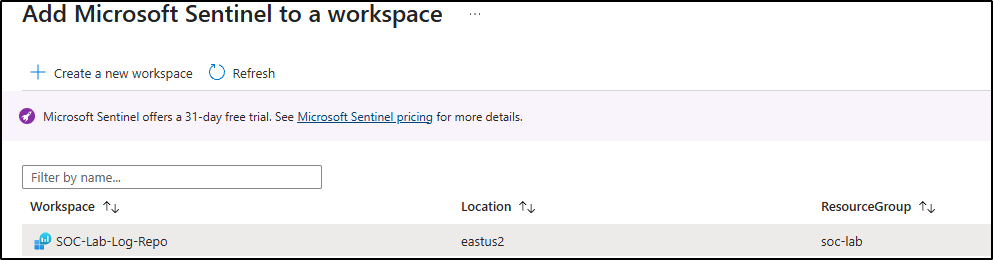 Add Microsoft Sentinel to a workspace ...
Create a new workspace Refresh
Microsoft Sentinel offers a 31-day free trial. See Microsoft Sentinel pricing for more details.
Filter by name...
Workspace Location ResourceGroup
SOC-Lab-Log-Repo eastus2 soc-lab